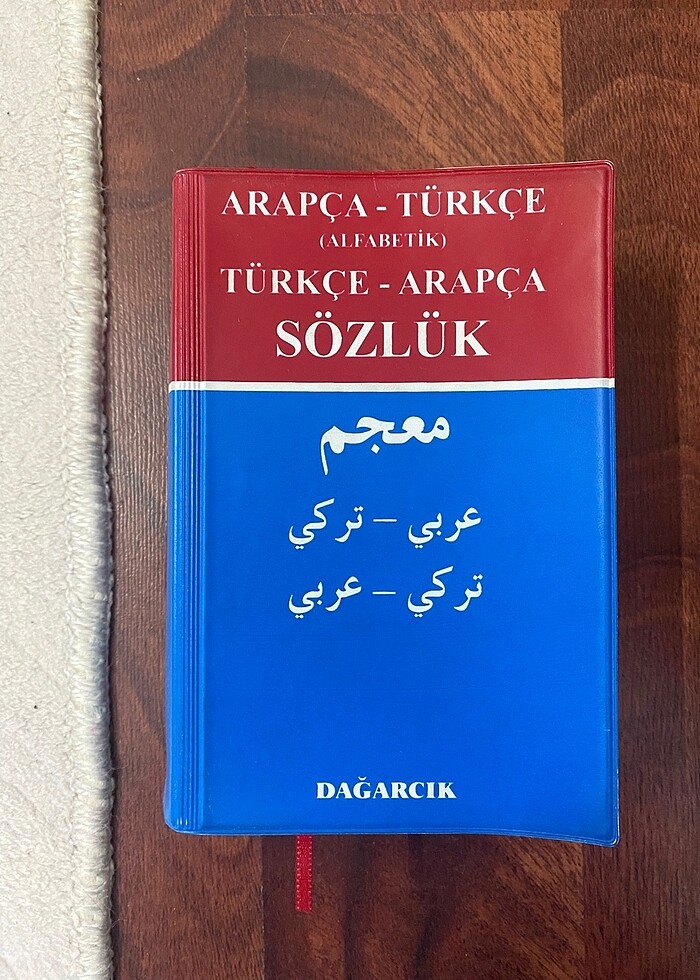 ARAPÇA - TÜRKÇE
(ALFABETİK)
TÜRKÇE - ARAPÇA
SÖZLÜK
معجم
عربي – تركي
تركي – عربي
DAĞARCIK